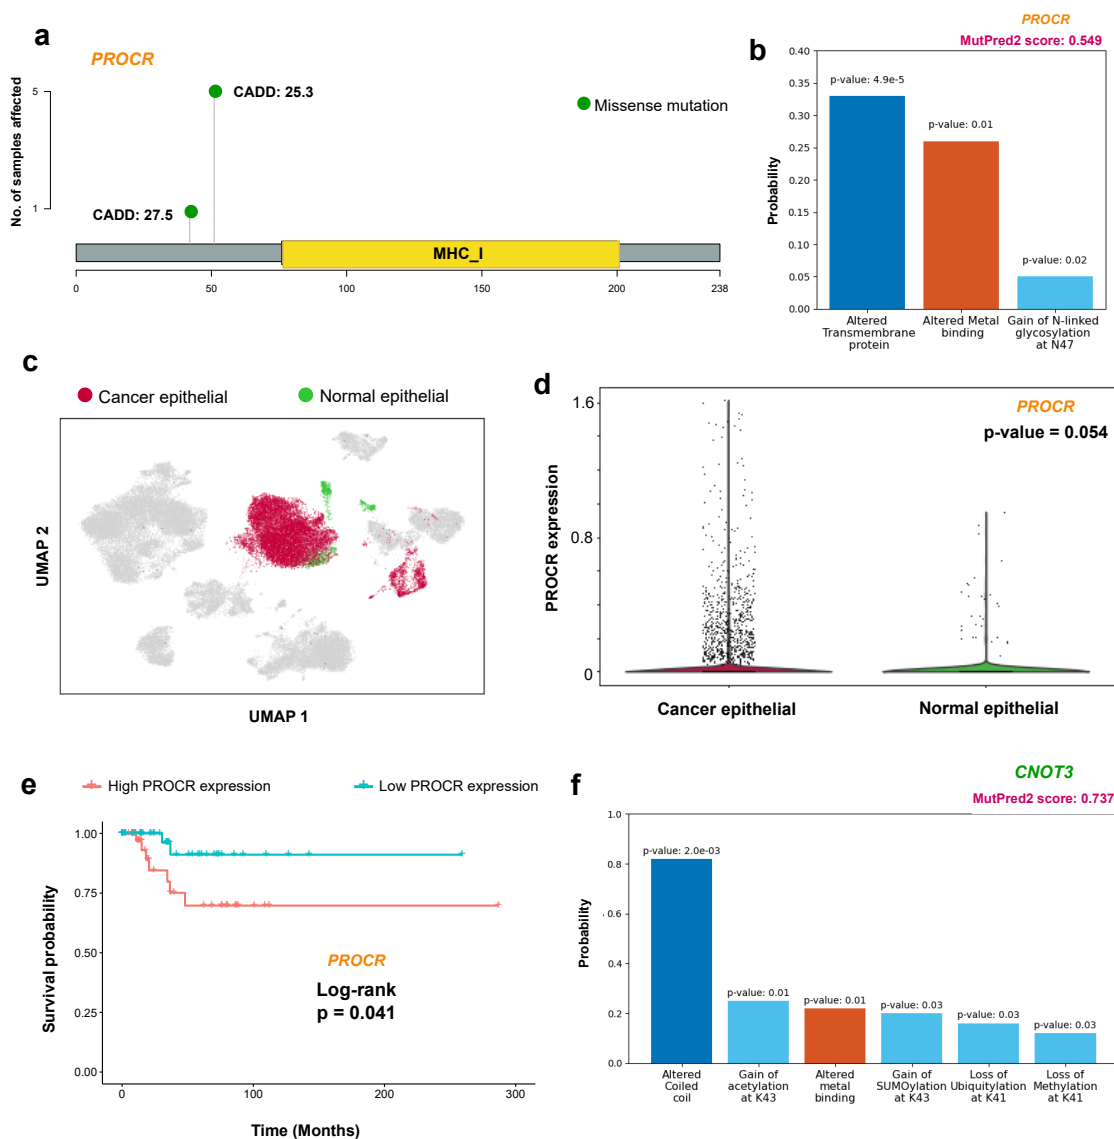 a
PROCR
No. of samples affected
5
1
CADD: 25.3
CADD: 27.5
Missense mutation
MHC_I
0
50
100
150
200
238
b
PROCR
MutPred2 score: 0.549
Probability
0.40
0.35
0.30
0.25
0.20
0.15
0.10
0.05
0.00
p-value: 4.9e-5
p-value: 0.01
p-value: 0.02
Altered
Transmembrane
protein
Altered Metal
binding
Gain of N-linked
glycosylation
at N47
c
Cancer epithelial
Normal epithelial
UMAP 2
UMAP 1
d
PROCR
p-value = 0.054
PROCR expression
1.6
0.8
0
Cancer epithelial
Normal epithelial
e
High PROCR expression
Low PROCR expression
Survival probability
1.00
0.75
0.50
0.25
0.00
PROCR
Log-rank
p = 0.041
0
100
200
300
Time (Months)
f
CNOT3
MutPred2 score: 0.737
Probability
1.0
0.8
0.6
0.4
0.2
0.0
p-value: 2.0e-03
p-value: 0.01
p-value: 0.01
p-value: 0.03
p-value: 0.03
p-value: 0.03
Altered
Coiled
coil
Gain of
acetylation
at K43
Altered
metal
binding
Gain of
SUMOylation
at K43
Loss of
Ubiquitylation
at K41
Loss of
Methylation
at K41